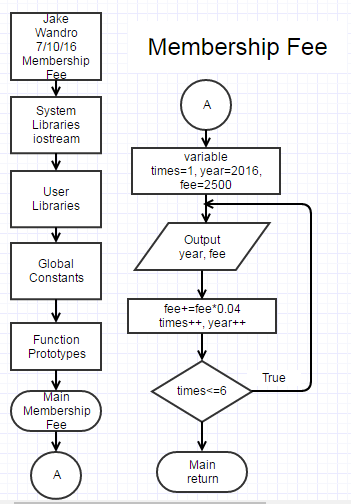 Jake
Wandro
7/10/16
Membership
Fee
System
Libraries
iostream
User
Libraries
Global
Constants
Function
Prototypes
Main
Membership
Fee
A
Membership Fee
A
variable
times=1, year=2016,
fee=2500
Output
year, fee
fee+=fee*0.04
times++, year++
times<=6
True
Main
return